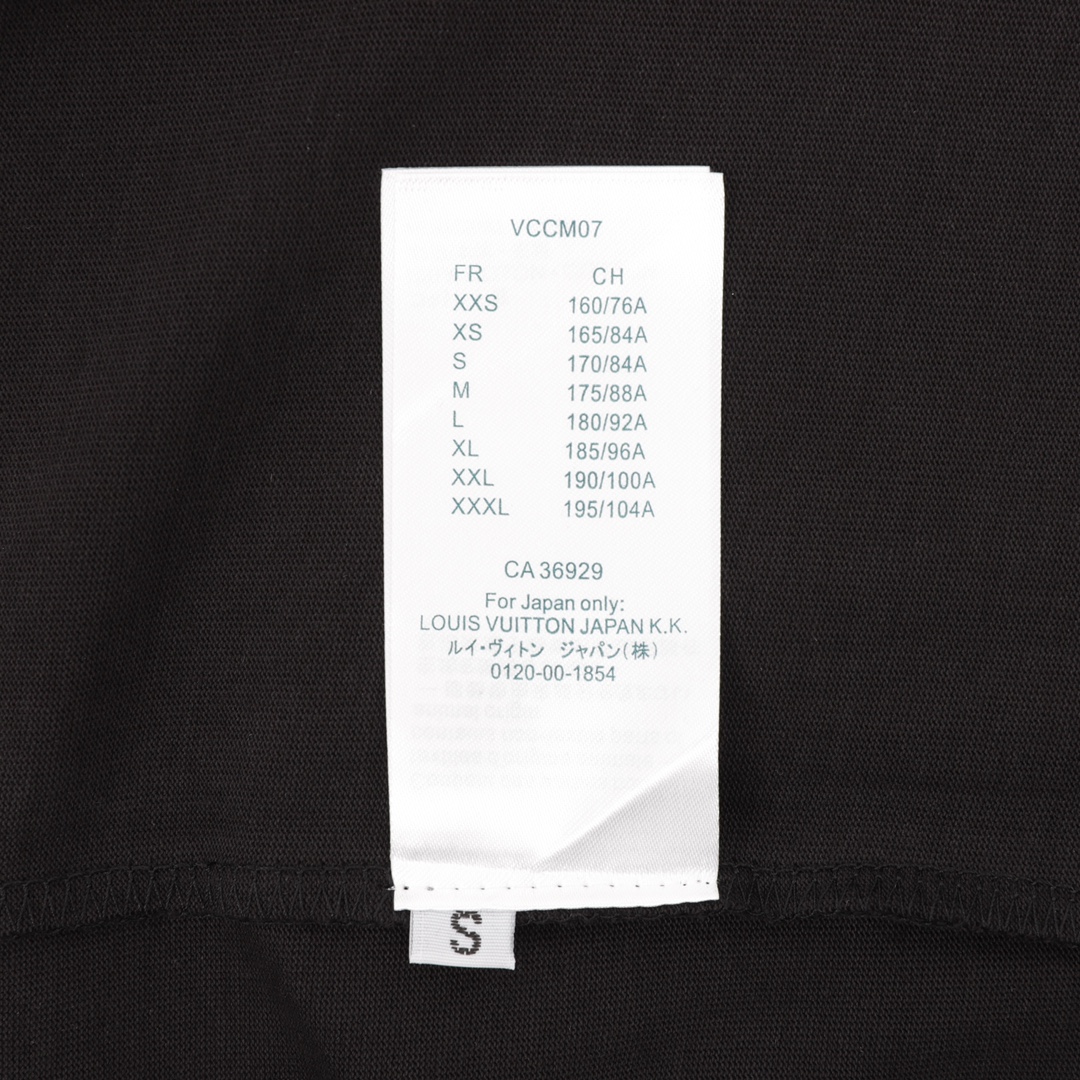 VCCM07
FR CH
XXS 160/76A
XS 165/84A
S 170/84A
M 175/88A
L 180/92A
XL 185/96A
XXL 190/100A
XXXL 195/104A
CA 36929
For Japan only:
LOUIS VUITTON JAPAN K.K.
ルイ・ヴィトン ジャパン(株)
0120-00-1854
S